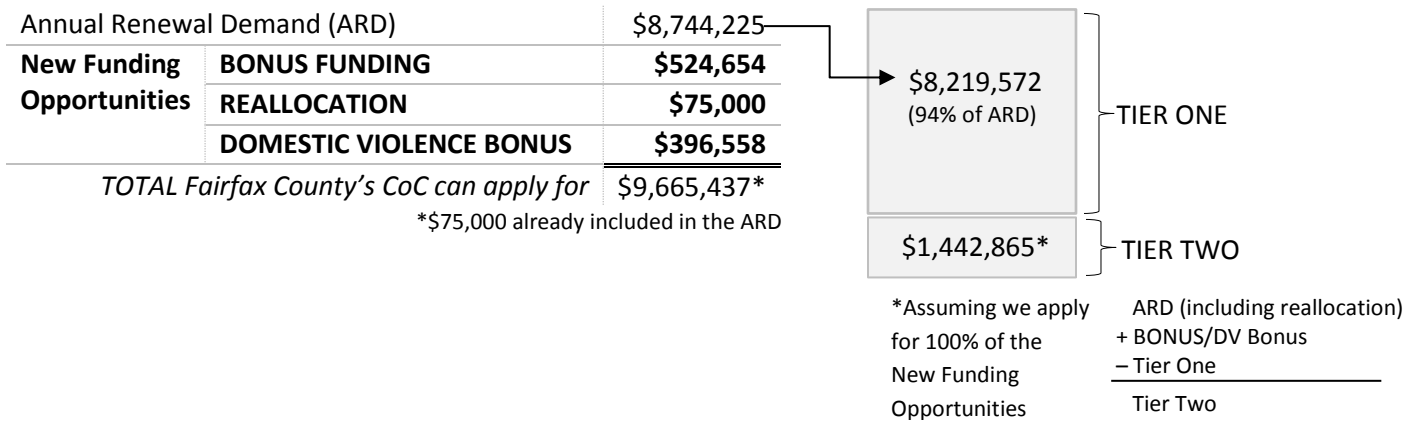 Annual Renewal Demand (ARD) $8,744,225
New Funding Opportunities BONUS FUNDING $524,654
REALLOCATION $75,000
DOMESTIC VIOLENCE BONUS $396,558
TOTAL Fairfax County's CoC can apply for $9,665,437*
*$75,000 already included in the ARD
$8,219,572
(94% of ARD)
TIER ONE
$1,442,865*
TIER TWO
*Assuming we apply
for 100% of the
New Funding
Opportunities
ARD (including reallocation)
+ BONUS/DV Bonus
– Tier One
Tier Two